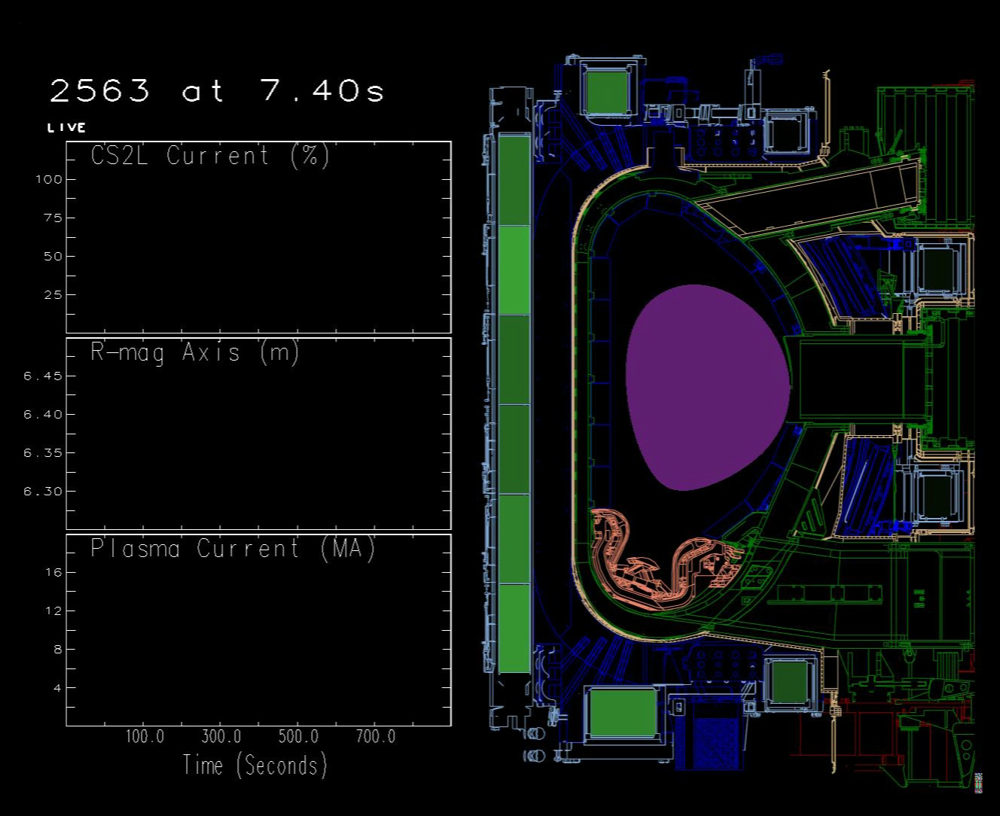 2563 at 7.40s
LIVE
CS2L Current (%)
100
75
50
25
R-mag Axis (m)
6.45
6.40
6.35
6.30
Plasma Current (MA)
16
12
8
4
100.0 300.0 500.0 700.0
Time (Seconds)